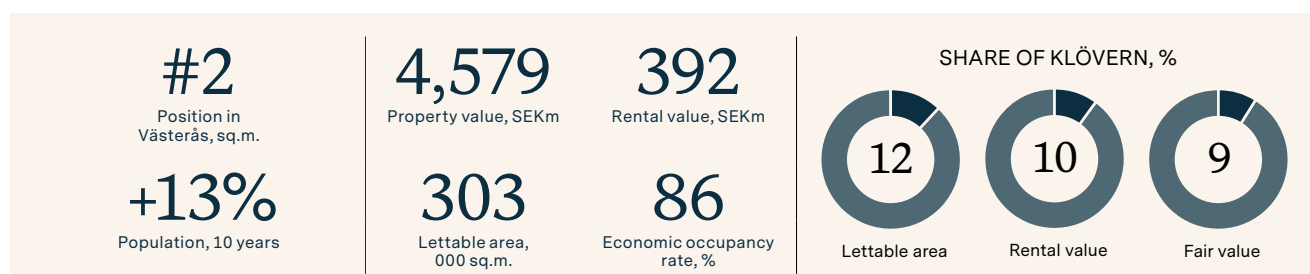 #2
Position in
Västerås, sq.m.
+13%
Population, 10 years
4,579
Property value, SEKm
392
Rental value, SEKm
303
Lettable area,
000 sq.m.
86
Economic occupancy
rate, %
SHARE OF KLÖVERN, %
12
Lettable area
10
Rental value
9
Fair value